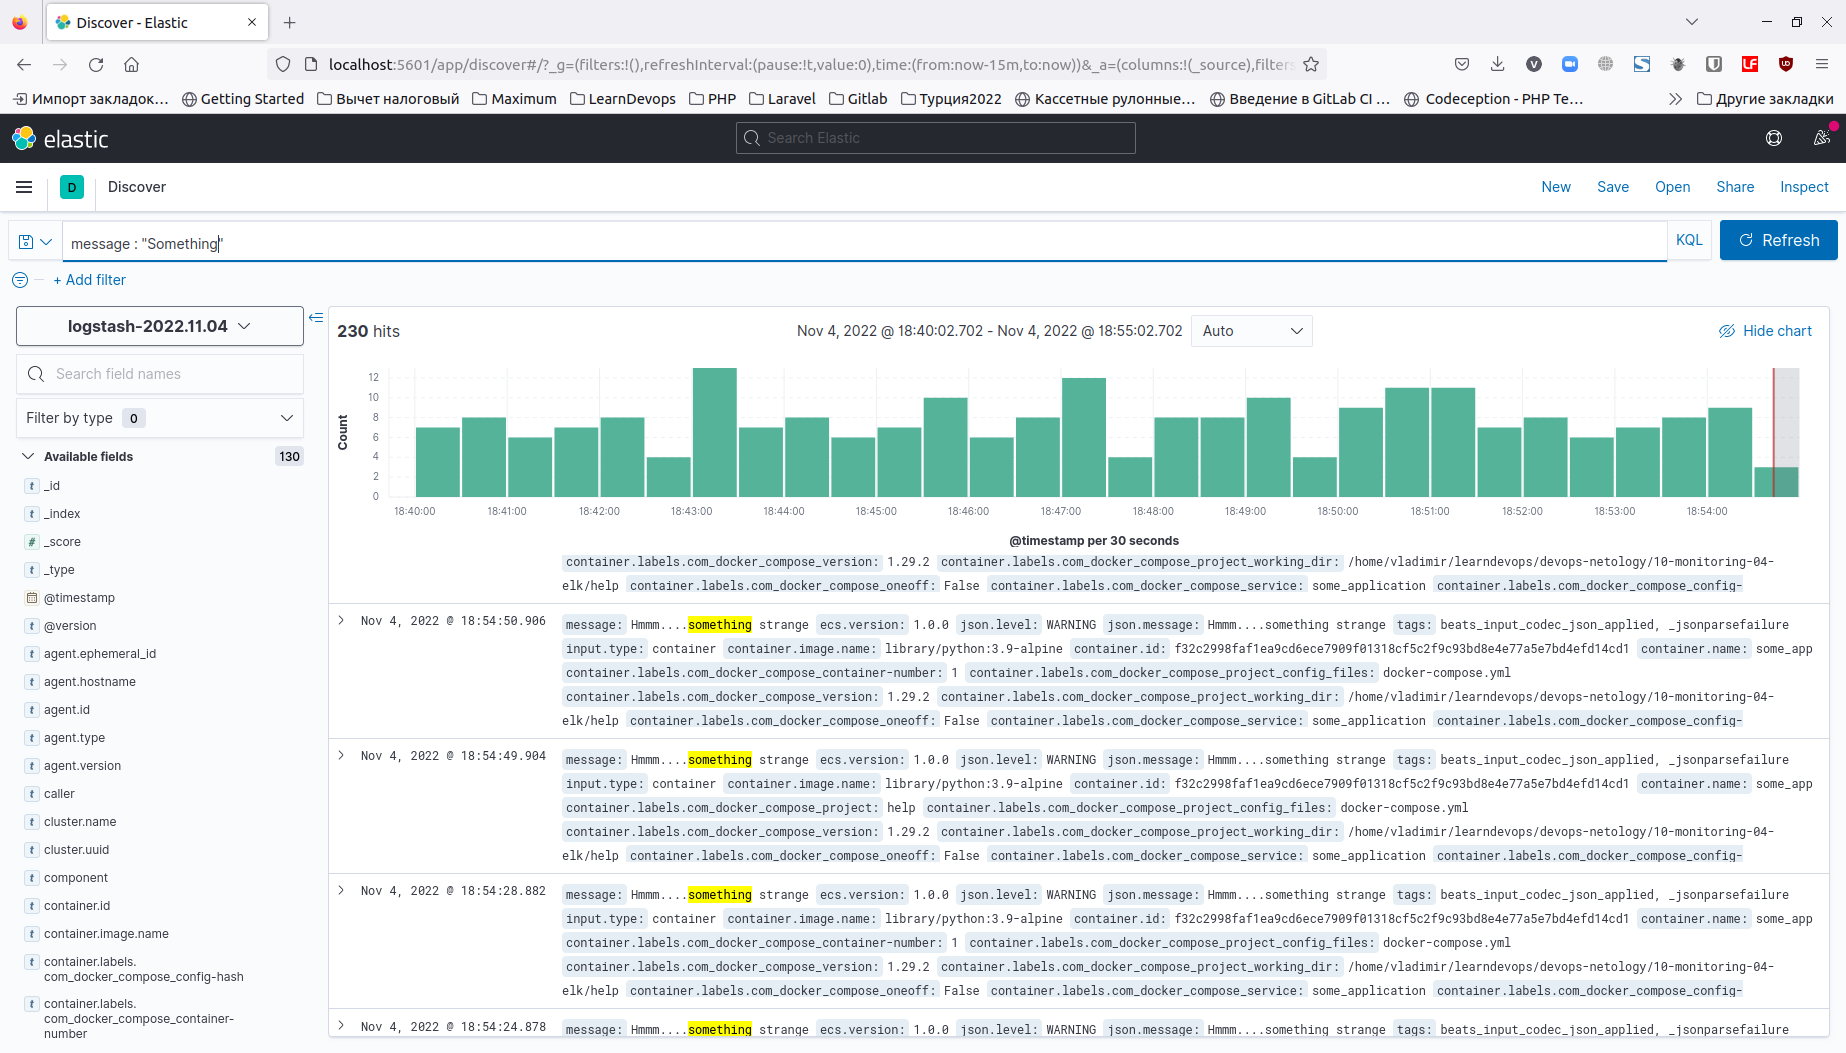 Discover - Elastic
localhost:5601/app/discover#/?_g=(filters:!(),refreshInterval:(pause:!t,value:0),time:(from:now-15m,to:now))&_a=(columns:!(_source),filters
Импорт закладок… Getting Started Вычет налоговый Maximum LearnDevops PHP Laravel Gitlab Турция2022 Кассетные рулонные… Введение в GitLab CI … Codeception - PHP Te… Другие закладки
elastic Search Elastic
D Discover New Save Open Share Inspect
message : "Something" KQL Refresh
+ Add filter
logstash-2022.11.04
Search field names
Filter by type 0
Available fields 130
t _id
t _index
# _score
t _type
@timestamp
t @version
t agent.ephemeral_id
t agent.hostname
t agent.id
t agent.type
t agent.version
t caller
t cluster.name
t cluster.uuid
t component
t container.id
t container.image.name
t container.labels.
com_docker_compose_config-hash
t container.labels.
com_docker_compose_container-
number
230 hits Nov 4, 2022 @ 18:40:02.702 - Nov 4, 2022 @ 18:55:02.702 Auto Hide chart
Count
12
10
8
6
4
2
0
18:40:00 18:41:00 18:42:00 18:43:00 18:44:00 18:45:00 18:46:00 18:47:00 18:48:00 18:49:00 18:50:00 18:51:00 18:52:00 18:53:00 18:54:00
@timestamp per 30 seconds
container.labels.com_docker_compose_version: 1.29.2 container.labels.com_docker_compose_project_working_dir: /home/vladimir/learndevops/devops-netology/10-monitoring-04-
elk/help container.labels.com_docker_compose_oneoff: False container.labels.com_docker_compose_service: some_application container.labels.com_docker_compose_config-
Nov 4, 2022 @ 18:54:50.906 message: Hmmm....something strange ecs.version: 1.0.0 json.level: WARNING json.message: Hmmm....something strange tags: beats_input_codec_json_applied, _jsonparsefailure
input.type: container container.image.name: library/python:3.9-alpine container.id: f32c2998faf1ea9cd6ece7909f01318cf5c2f9c93bd8e4e77a5e7bd4efd14cd1 container.name: some_app
container.labels.com_docker_compose_container-number: 1 container.labels.com_docker_compose_project_config_files: docker-compose.yml
container.labels.com_docker_compose_version: 1.29.2 container.labels.com_docker_compose_project_working_dir: /home/vladimir/learndevops/devops-netology/10-monitoring-04-
elk/help container.labels.com_docker_compose_oneoff: False container.labels.com_docker_compose_service: some_application container.labels.com_docker_compose_config-
Nov 4, 2022 @ 18:54:49.904 message: Hmmm....something strange ecs.version: 1.0.0 json.level: WARNING json.message: Hmmm....something strange tags: beats_input_codec_json_applied, _jsonparsefailure
input.type: container container.image.name: library/python:3.9-alpine container.id: f32c2998faf1ea9cd6ece7909f01318cf5c2f9c93bd8e4e77a5e7bd4efd14cd1 container.name: some_app
container.labels.com_docker_compose_project: help container.labels.com_docker_compose_project_config_files: docker-compose.yml
container.labels.com_docker_compose_version: 1.29.2 container.labels.com_docker_compose_project_working_dir: /home/vladimir/learndevops/devops-netology/10-monitoring-04-
elk/help container.labels.com_docker_compose_oneoff: False container.labels.com_docker_compose_service: some_application container.labels.com_docker_compose_config-
Nov 4, 2022 @ 18:54:28.882 message: Hmmm....something strange ecs.version: 1.0.0 json.level: WARNING json.message: Hmmm....something strange tags: beats_input_codec_json_applied, _jsonparsefailure
input.type: container container.image.name: library/python:3.9-alpine container.id: f32c2998faf1ea9cd6ece7909f01318cf5c2f9c93bd8e4e77a5e7bd4efd14cd1 container.name: some_app
container.labels.com_docker_compose_container-number: 1 container.labels.com_docker_compose_project_config_files: docker-compose.yml
container.labels.com_docker_compose_version: 1.29.2 container.labels.com_docker_compose_project_working_dir: /home/vladimir/learndevops/devops-netology/10-monitoring-04-
elk/help container.labels.com_docker_compose_oneoff: False container.labels.com_docker_compose_service: some_application container.labels.com_docker_compose_config-
Nov 4, 2022 @ 18:54:24.878 message: Hmmm....something strange ecs.version: 1.0.0 json.level: WARNING json.message: Hmmm....something strange tags: beats_input_codec_json_applied, _jsonparsefailure